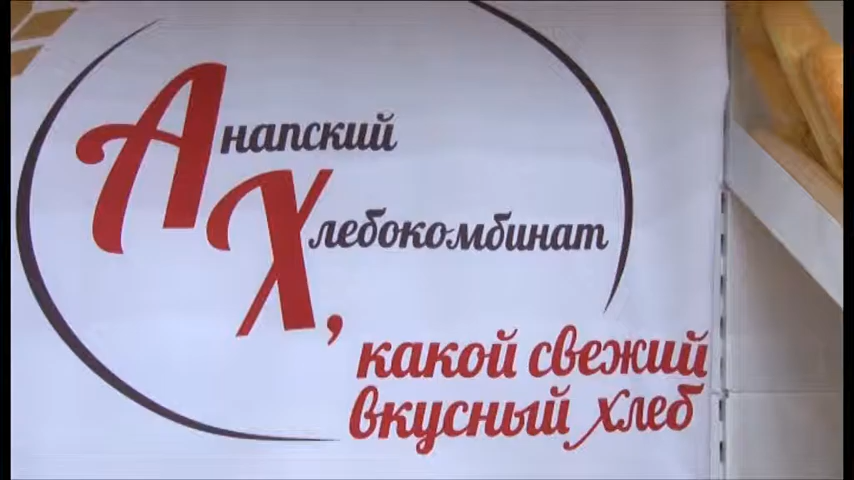 Анапский
Хлебокомбинат
, какой свежий
вкусный хлеб